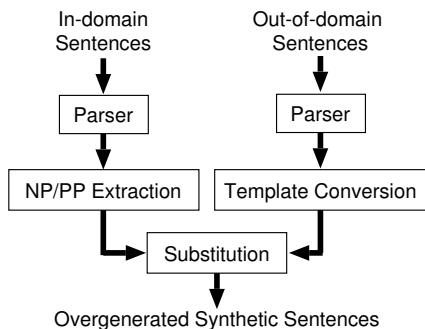 In-domain
Sentences
Out-of-domain
Sentences
Parser
Parser
NP/PP Extraction
Template Conversion
Substitution
Overgenerated Synthetic Sentences